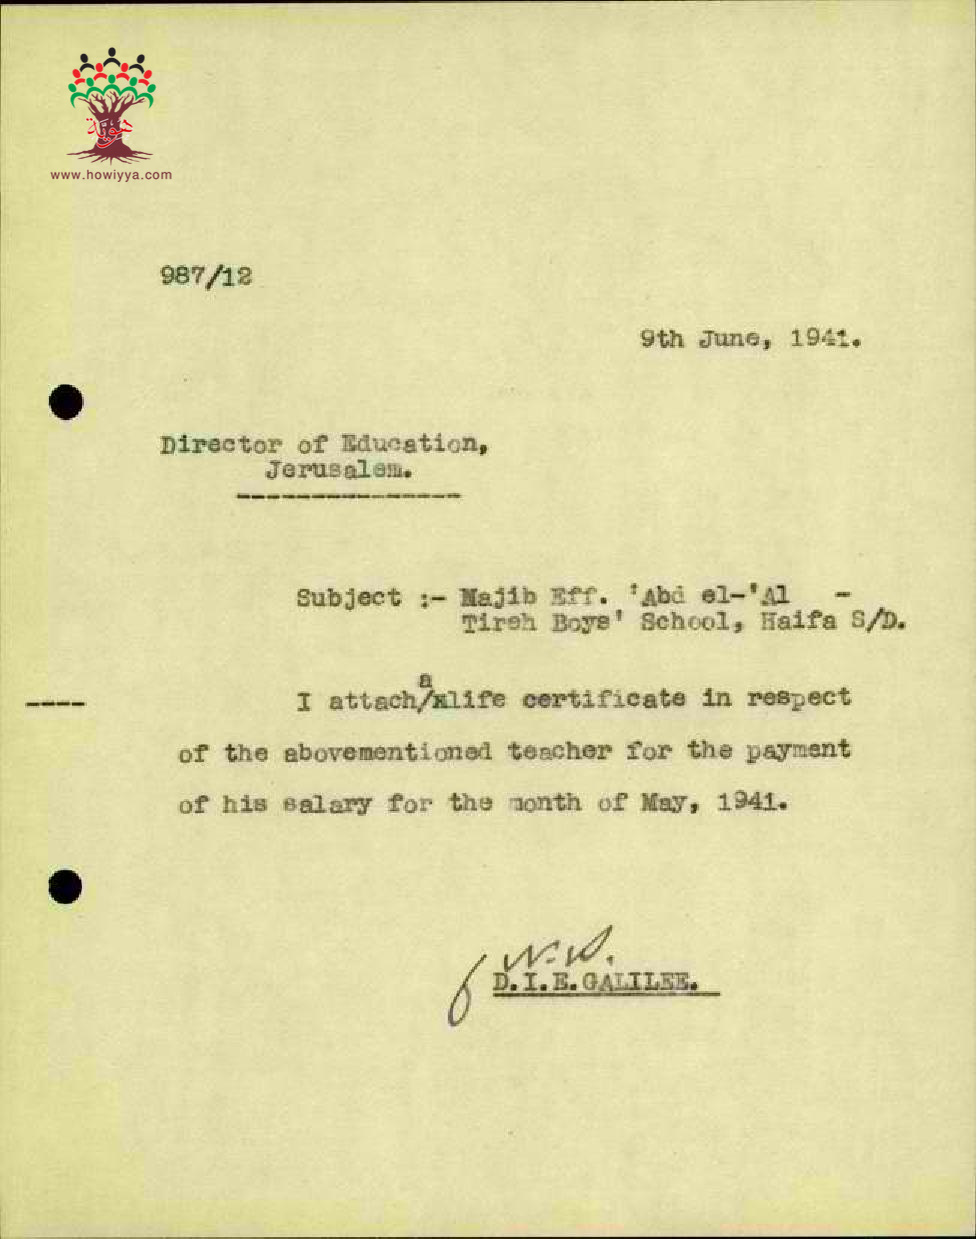 www.howiyya.com
987/12
9th June, 1941.
Director of Education,
Jerusalem.
---------------
Subject :- Najib Eff. 'Abd el-'Al -
Tireh Boys' School, Haifa S/D.
---- I attach/a life certificate in respect
of the abovementioned teacher for the payment
of his salary for the month of May, 1941.
D.I.E.GALILEE.